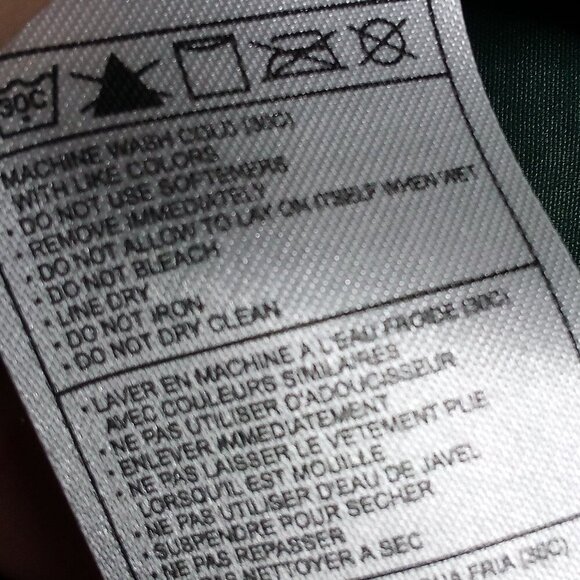 30C
MACHINE WASH COLD (30C)
WITH LIKE COLORS
• DO NOT USE SOFTENERS
• REMOVE IMMEDIATELY
• DO NOT ALLOW TO LAY ON ITSELF WHEN WET
• DO NOT BLEACH
• LINE DRY
• DO NOT IRON
• DO NOT DRY CLEAN
• LAVER EN MACHINE A L'EAU FROIDE (30C)
AVEC COULEURS SIMILAIRES
• NE PAS UTILISER D'ADOUCISSEUR
• ENLEVER IMMEDIATEMENT
• NE PAS LAISSER LE VETEMENT PLIE
LORSQU'IL EST MOUILLE
• NE PAS UTILISER D'EAU DE JAVEL
• SUSPENDRE POUR SECHER
• NE PAS REPASSER
PAS NETTOYER A SEC
FRIA (30C)